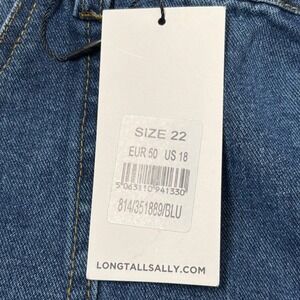 SIZE 22
EUR 50 US 18
5 063110 941330
814/351889/BLU
LONGTALLSALLY.COM